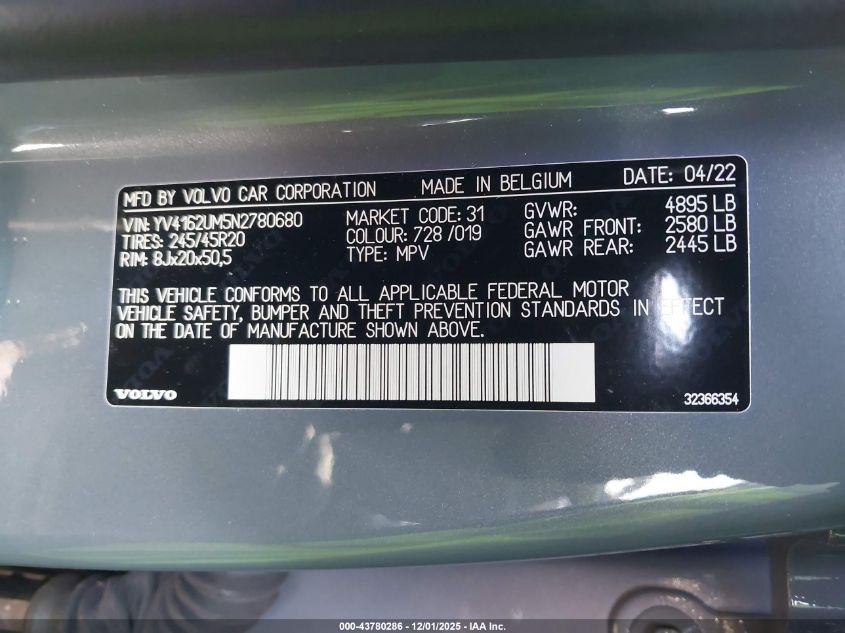 MFD BY VOLVO CAR CORPORATION MADE IN BELGIUM DATE: 04/22
VIN: YV4162UM5N2780680 MARKET CODE: 31 GVWR: 4895 LB
TIRES: 245/45R20 COLOUR: 728 /019 GAWR FRONT: 2580 LB
RIM: 8Jx20x50,5 TYPE: MPV GAWR REAR: 2445 LB
THIS VEHICLE CONFORMS TO ALL APPLICABLE FEDERAL MOTOR
VEHICLE SAFETY, BUMPER AND THEFT PREVENTION STANDARDS IN EFFECT
ON THE DATE OF MANUFACTURE SHOWN ABOVE.
VOLVO 32366354
000-43780286 - 12/01/2025 - IAA Inc.